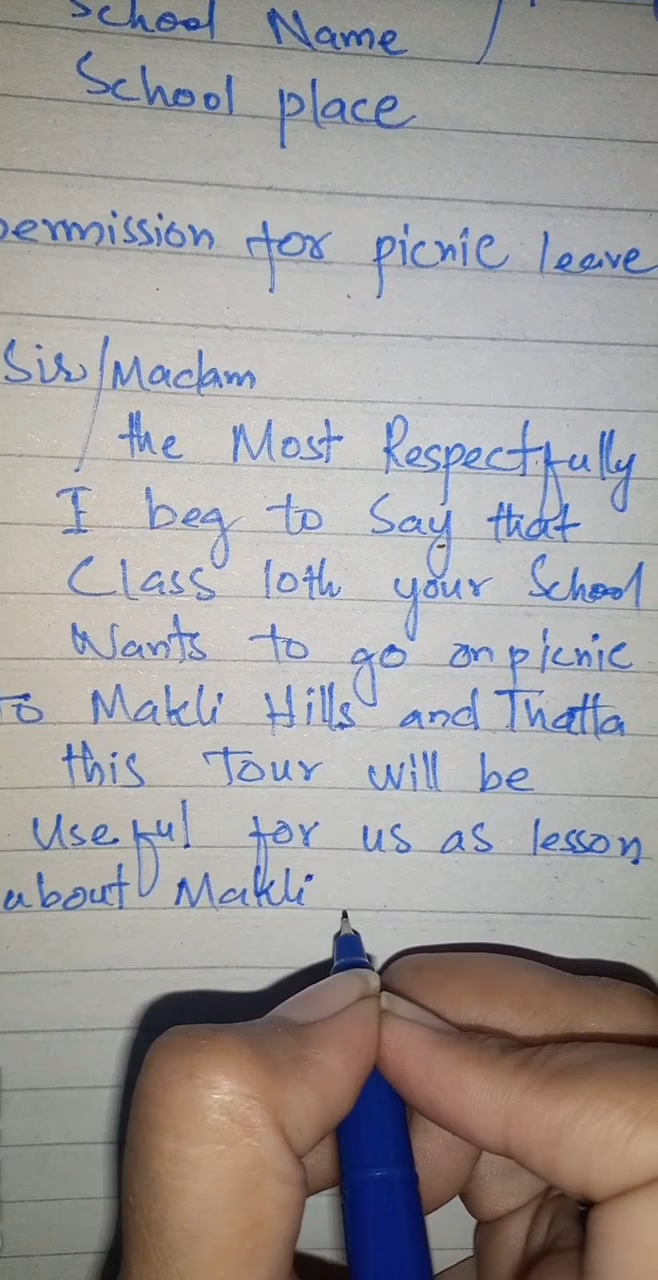 School Name
School place
permission for picnic leave
Sir/Madam
the Most Respectfully
I beg to Say that
Class 10th your School
Wants to go on picnic
To Makli Hills and Thatta
this Tour will be
Useful for us as lesson
about Makli